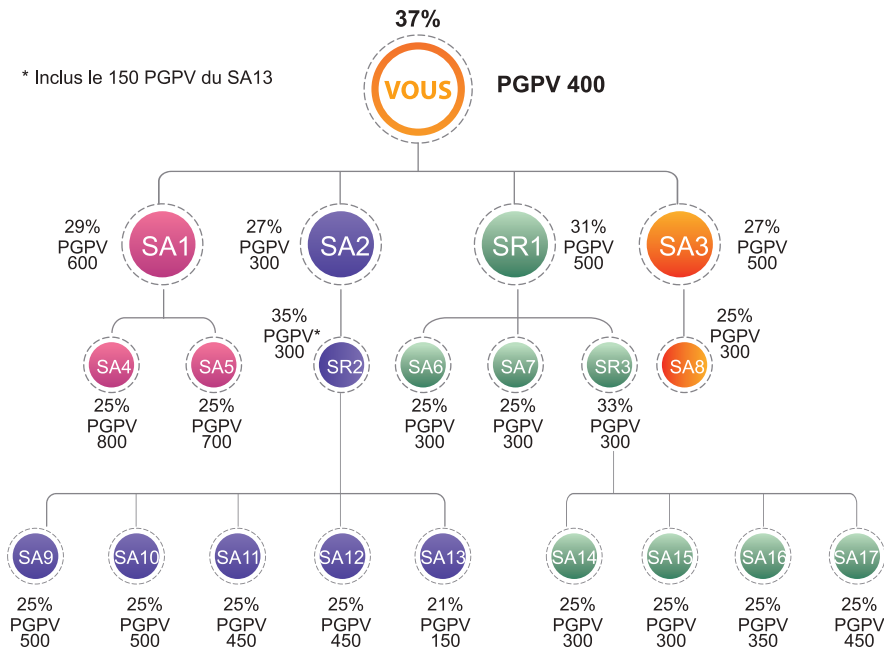 37%
* Inclus le 150 PGPV du SA13
VOUS
PGPV 400
29%
PGPV
600
SA1
27%
PGPV
300
SA2
SR1
31%
PGPV
500
SA3
27%
PGPV
500
SA4
25%
PGPV
800
SA5
25%
PGPV
700
35%
PGPV*
300
SR2
SA6
25%
PGPV
300
SA7
25%
PGPV
300
SR3
33%
PGPV
300
25%
PGPV
300
SA8
SA9
25%
PGPV
500
SA10
25%
PGPV
500
SA11
25%
PGPV
450
SA12
25%
PGPV
450
SA13
21%
PGPV
150
SA14
25%
PGPV
300
SA15
25%
PGPV
300
SA16
25%
PGPV
350
SA17
25%
PGPV
450